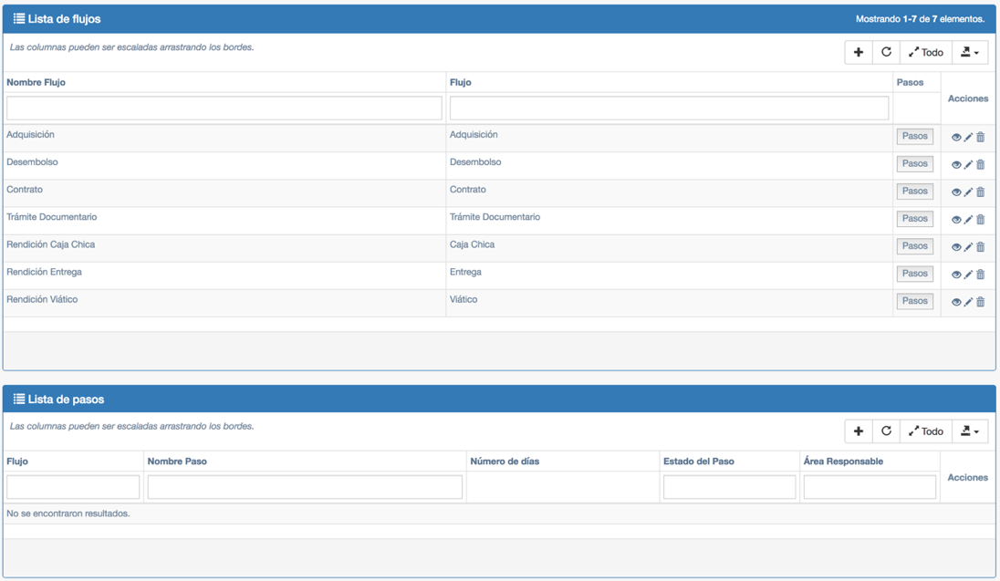 Lista de flujos Mostrando 1-7 de 7 elementos.
Las columnas pueden ser escaladas arrastrando los bordes.
Todo
Nombre Flujo Flujo Pasos Acciones
Adquisición Adquisición Pasos
Desembolso Desembolso Pasos
Contrato Contrato Pasos
Trámite Documentario Trámite Documentario Pasos
Rendición Caja Chica Caja Chica Pasos
Rendición Entrega Entrega Pasos
Rendición Viático Viático Pasos
Lista de pasos
Las columnas pueden ser escaladas arrastrando los bordes.
Todo
Flujo Nombre Paso Número de días Estado del Paso Área Responsable Acciones
No se encontraron resultados.